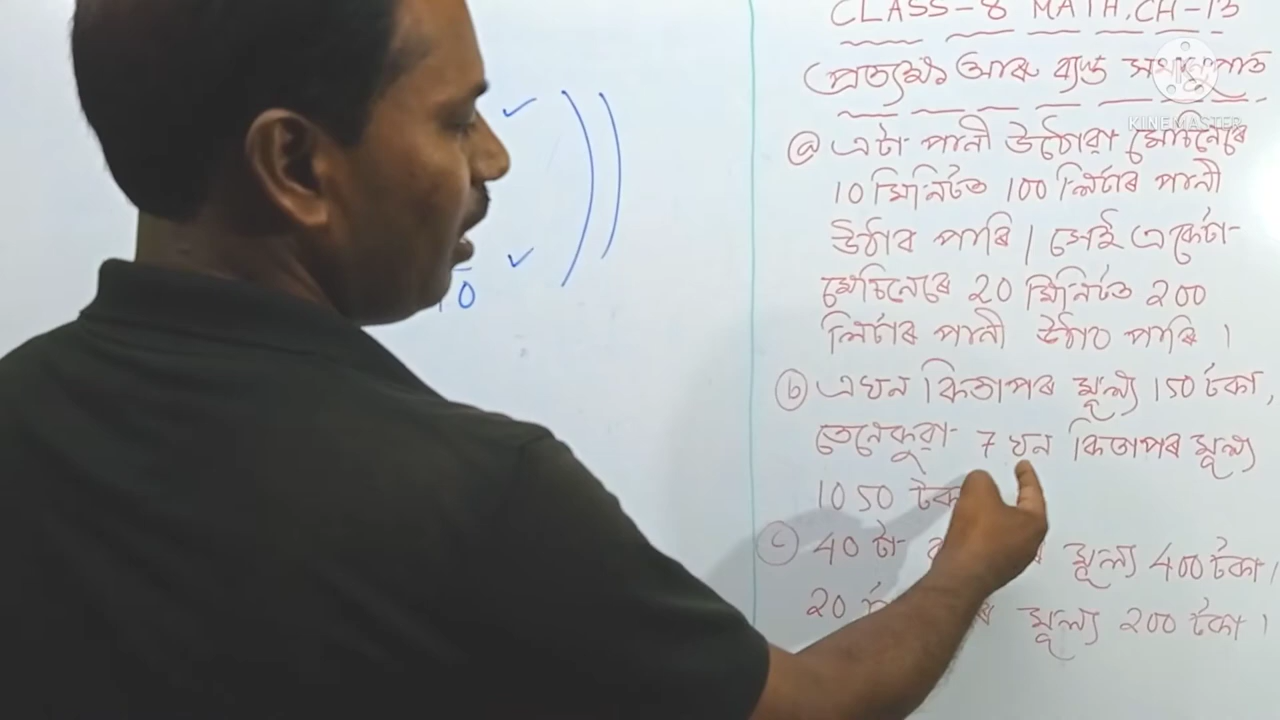 CLASS-8 MATH, CH-13
প্ৰত্যক্ষ আৰু ব্যস্ত সমানুপাত
KINEMASTER
ⓐ এটা পানী উঠোৱা মেচিনেৰে
10 মিনিটত 100 লিটাৰ পানী
উঠাব পাৰি। সেই একেটা
মেচিনেৰে 20 মিনিটত 200
লিটাৰ পানী উঠাব পাৰি।
ⓑ এখন কিতাপৰ মূল্য 150 টকা,
তেনেকুৱা 7 খন কিতাপৰ মূল্য
1050 টকা
ⓒ 40 টা মূল্য 400 টকা।
20 মূল্য 200 টকা।
10